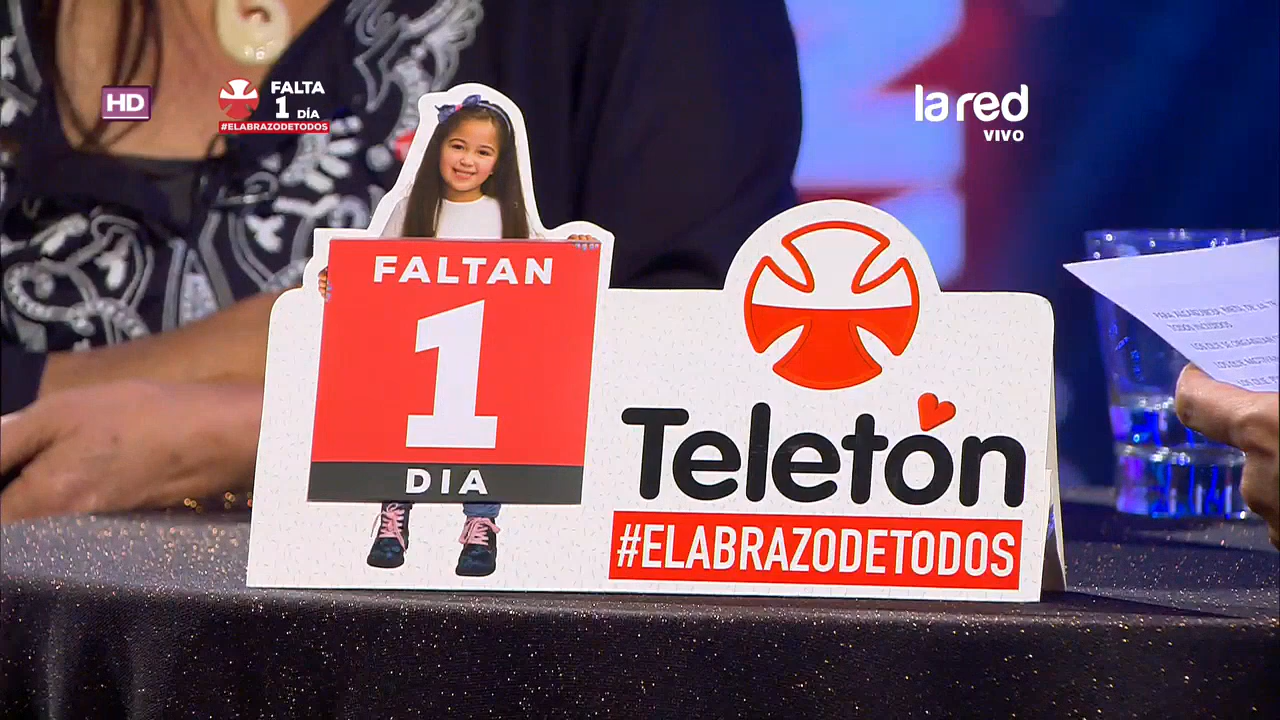 HD
FALTA
1 DÍA
#ELABRAZODETODOS
la red
VIVO
FALTAN
1
DIA
Teletón
#ELABRAZODETODOS